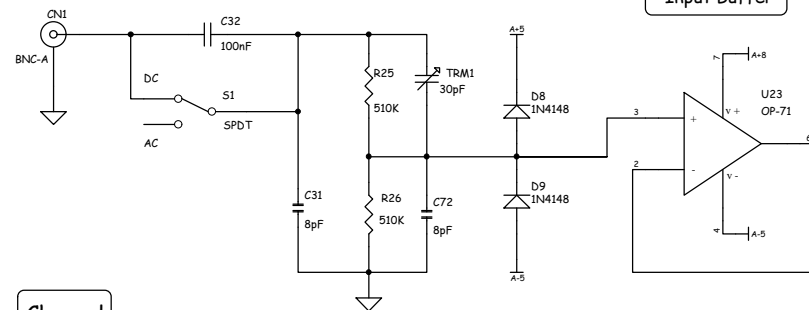 Input Buffer
CN1
BNC-A
C32
100nF
DC
AC
S1
SPDT
R25
510K
TRM1
30pF
A+5
D8
1N4148
C31
8pF
R26
510K
C72
8pF
D9
1N4148
A-5
7
A+8
U23
OP-71
3
+
V+
2
-
V-
6
4
A-5
Channel